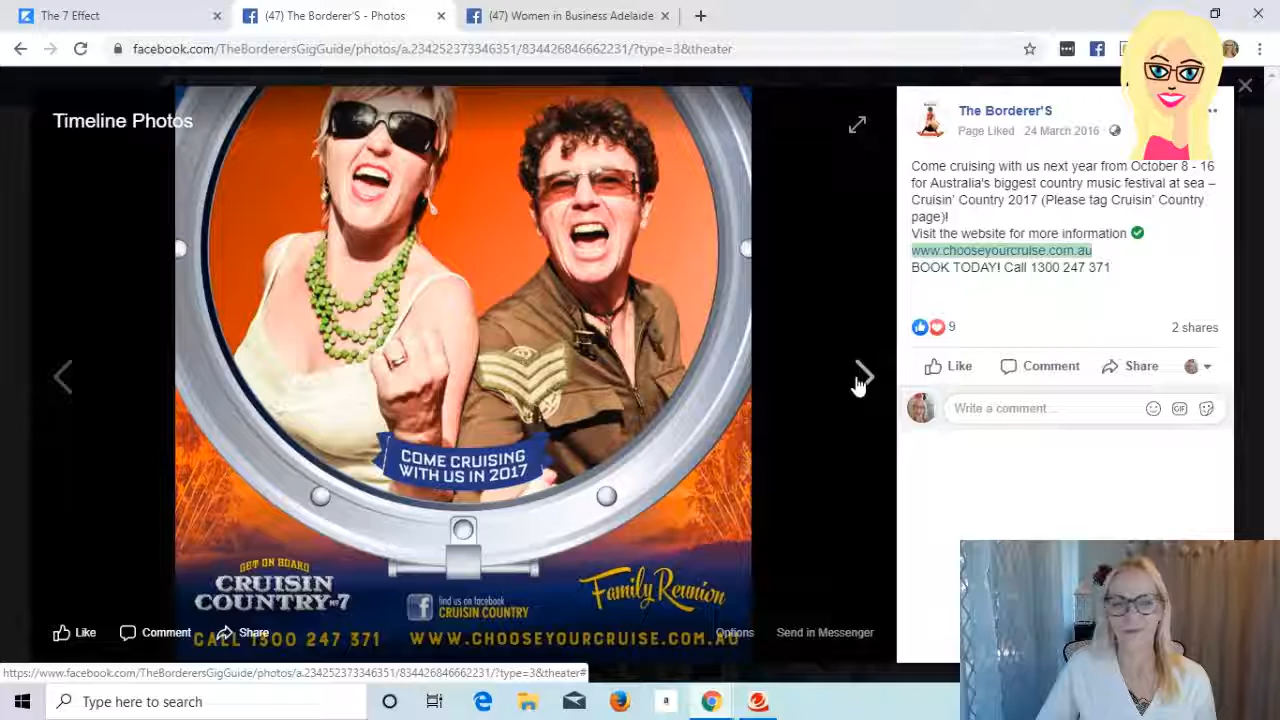 The 7 Effect
(47) The Borderer'S - Photos
(47) Women in Business Adelaide
facebook.com/TheBorderersGigGuide/photos/a.234252373346351/834426846662231/?type=3&theater
Timeline Photos
COME CRUISING
WITH US IN 2017
GET ON BOARD
CRUISIN
COUNTRY No 7
find us on facebook
CRUISIN COUNTRY
Family Reunion
CALL 1300 247 371
WWW.CHOOSEYOURCRUISE.COM.AU
Like
Comment
Share
Options
Send in Messenger
The Borderer'S
Page Liked
24 March 2016
Come cruising with us next year from October 8 - 16
for Australia's biggest country music festival at sea –
Cruisin' Country 2017 (Please tag Cruisin' Country
page)!
Visit the website for more information
www.chooseyourcruise.com.au
BOOK TODAY! Call 1300 247 371
9
2 shares
Like
Comment
Share
Write a comment...
GIF
https://www.facebook.com/TheBorderersGigGuide/photos/a.234252373346351/834426846662231/?type=3&theater#
Type here to search